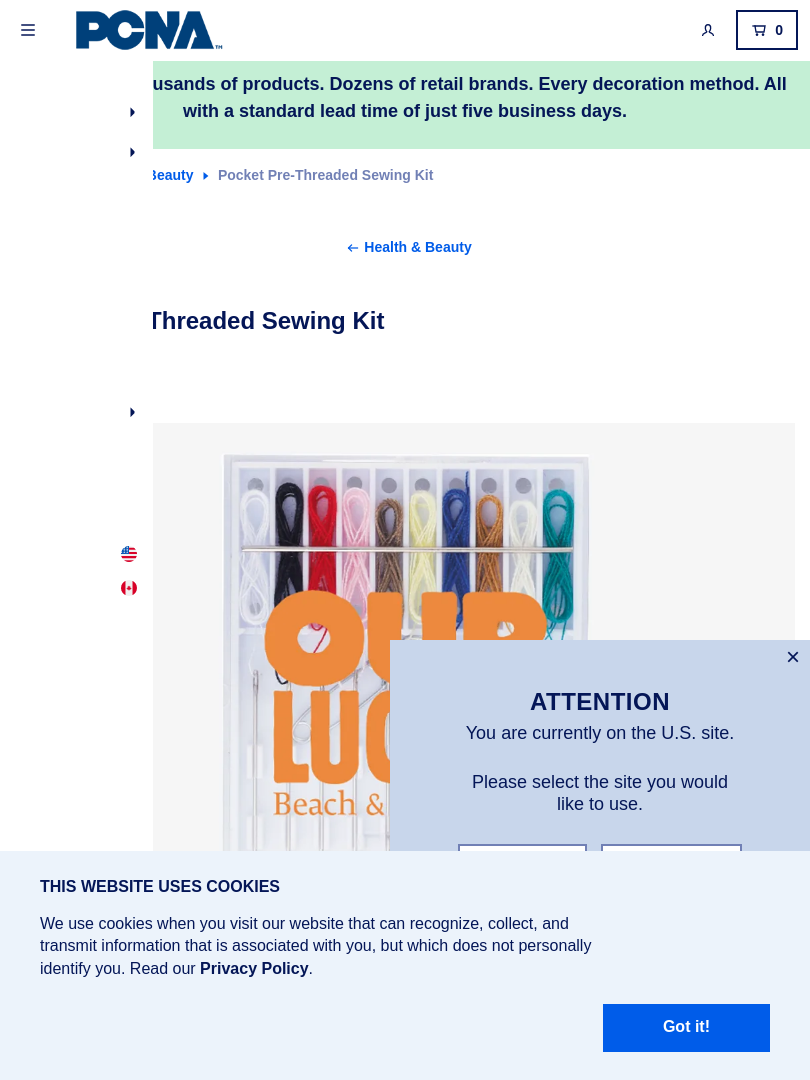 PCNA™
0
usands of products. Dozens of retail brands. Every decoration method. All
with a standard lead time of just five business days.
Beauty
Pocket Pre-Threaded Sewing Kit
Health & Beauty
Threaded Sewing Kit
OUR
LUC
Beach &
ATTENTION
You are currently on the U.S. site.
Please select the site you would
like to use.
THIS WEBSITE USES COOKIES
We use cookies when you visit our website that can recognize, collect, and
transmit information that is associated with you, but which does not personally
identify you. Read our Privacy Policy.
Got it!